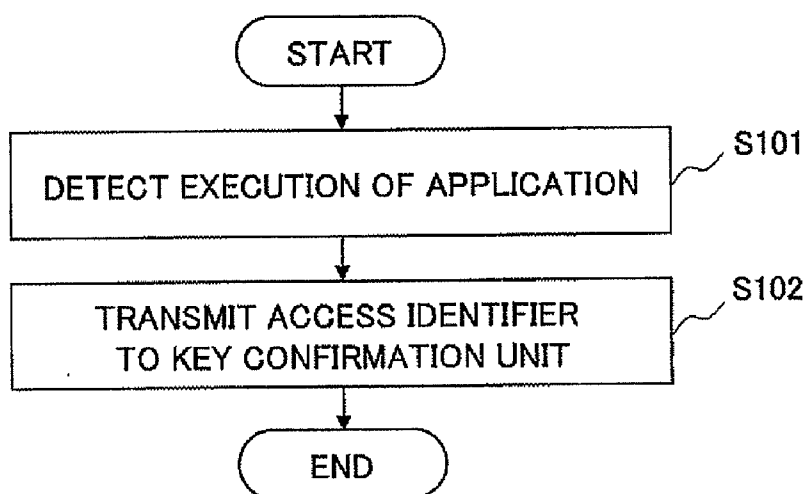 START
DETECT EXECUTION OF APPLICATION
S101
TRANSMIT ACCESS IDENTIFIER
TO KEY CONFIRMATION UNIT
S102
END